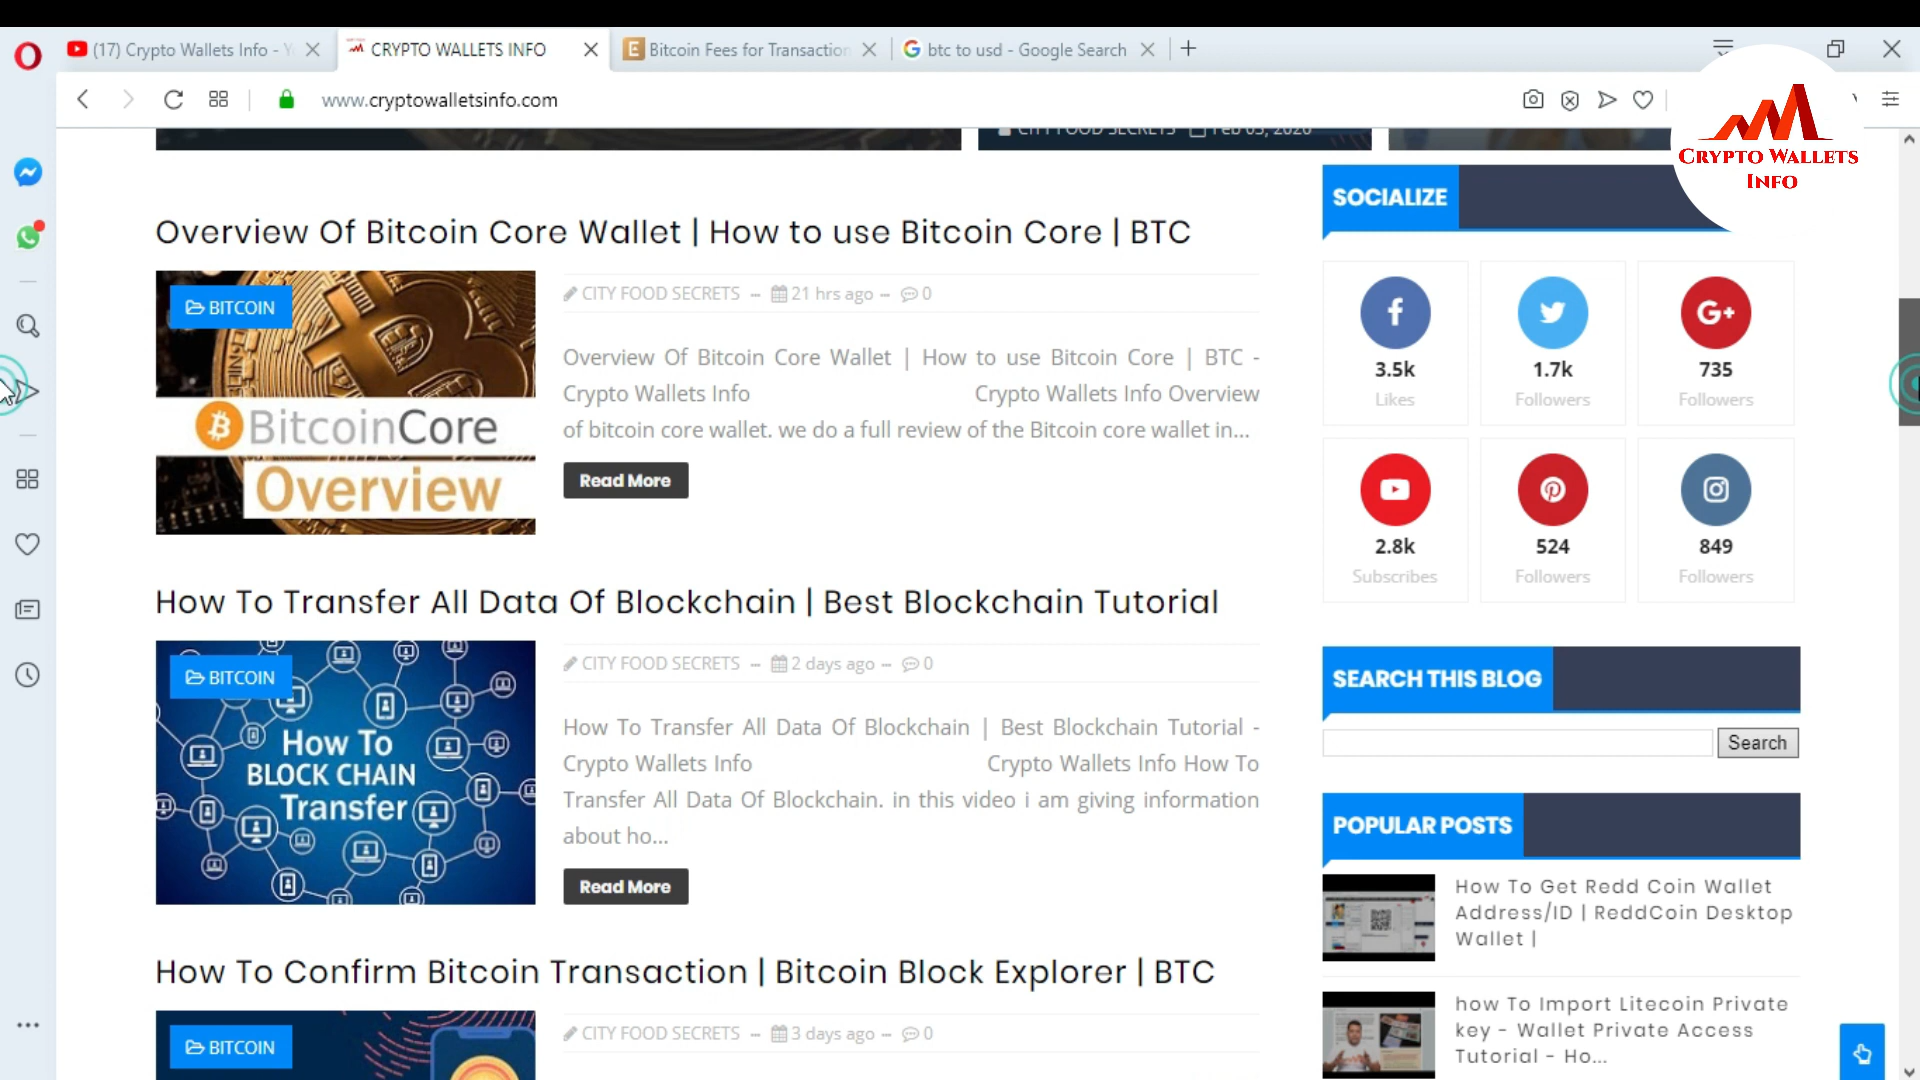 (17) Crypto Wallets Info - Y
CRYPTO WALLETS INFO
Bitcoin Fees for Transaction
btc to usd - Google Search
www.cryptowalletsinfo.com
CRYPTO WALLETS
INFO
CITY FOOD SECRETS Feb 03, 2020
SOCIALIZE
Overview Of Bitcoin Core Wallet | How to use Bitcoin Core | BTC
BITCOIN
BitcoinCore
Overview
CITY FOOD SECRETS – 21 hrs ago – 0
Overview Of Bitcoin Core Wallet | How to use Bitcoin Core | BTC -
Crypto Wallets Info Crypto Wallets Info Overview
of bitcoin core wallet. we do a full review of the Bitcoin core wallet in...
Read More
3.5k
Likes
1.7k
Followers
735
Followers
2.8k
Subscribes
524
Followers
849
Followers
How To Transfer All Data Of Blockchain | Best Blockchain Tutorial
BITCOIN
How To
BLOCK CHAIN
Transfer
CITY FOOD SECRETS – 2 days ago – 0
How To Transfer All Data Of Blockchain | Best Blockchain Tutorial -
Crypto Wallets Info Crypto Wallets Info How To
Transfer All Data Of Blockchain. in this video i am giving information
about ho...
Read More
SEARCH THIS BLOG
Search
POPULAR POSTS
How To Get Redd Coin Wallet
Address/ID | ReddCoin Desktop
Wallet |
how To Import Litecoin Private
key - Wallet Private Access
Tutorial - Ho...
How To Confirm Bitcoin Transaction | Bitcoin Block Explorer | BTC
BITCOIN
CITY FOOD SECRETS – 3 days ago – 0